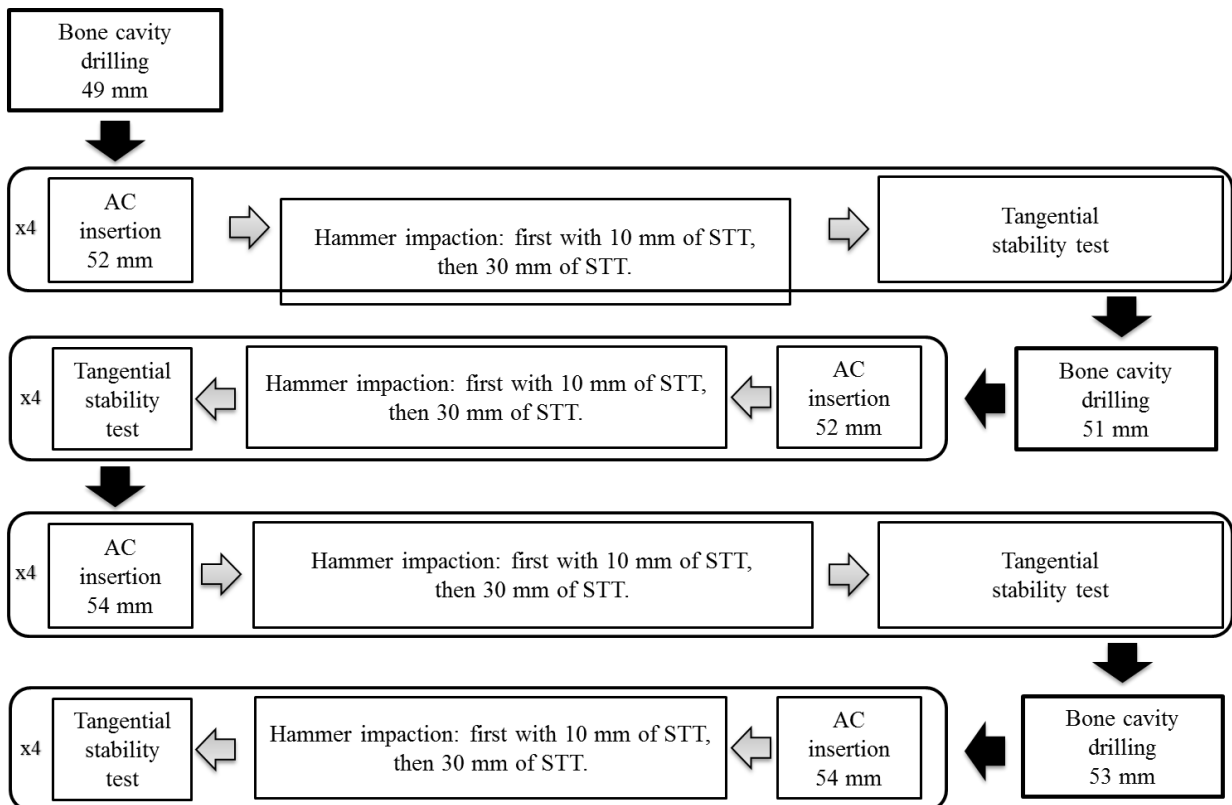 Bone cavity
drilling
49 mm
x4
AC
insertion
52 mm
Hammer impaction: first with 10 mm of STT,
then 30 mm of STT.
Tangential
stability test
Bone cavity
drilling
51 mm
AC
insertion
52 mm
Hammer impaction: first with 10 mm of STT,
then 30 mm of STT.
Tangential
stability
test
x4
x4
AC
insertion
54 mm
Hammer impaction: first with 10 mm of STT,
then 30 mm of STT.
Tangential
stability test
Bone cavity
drilling
53 mm
AC
insertion
54 mm
Hammer impaction: first with 10 mm of STT,
then 30 mm of STT.
Tangential
stability
test
x4